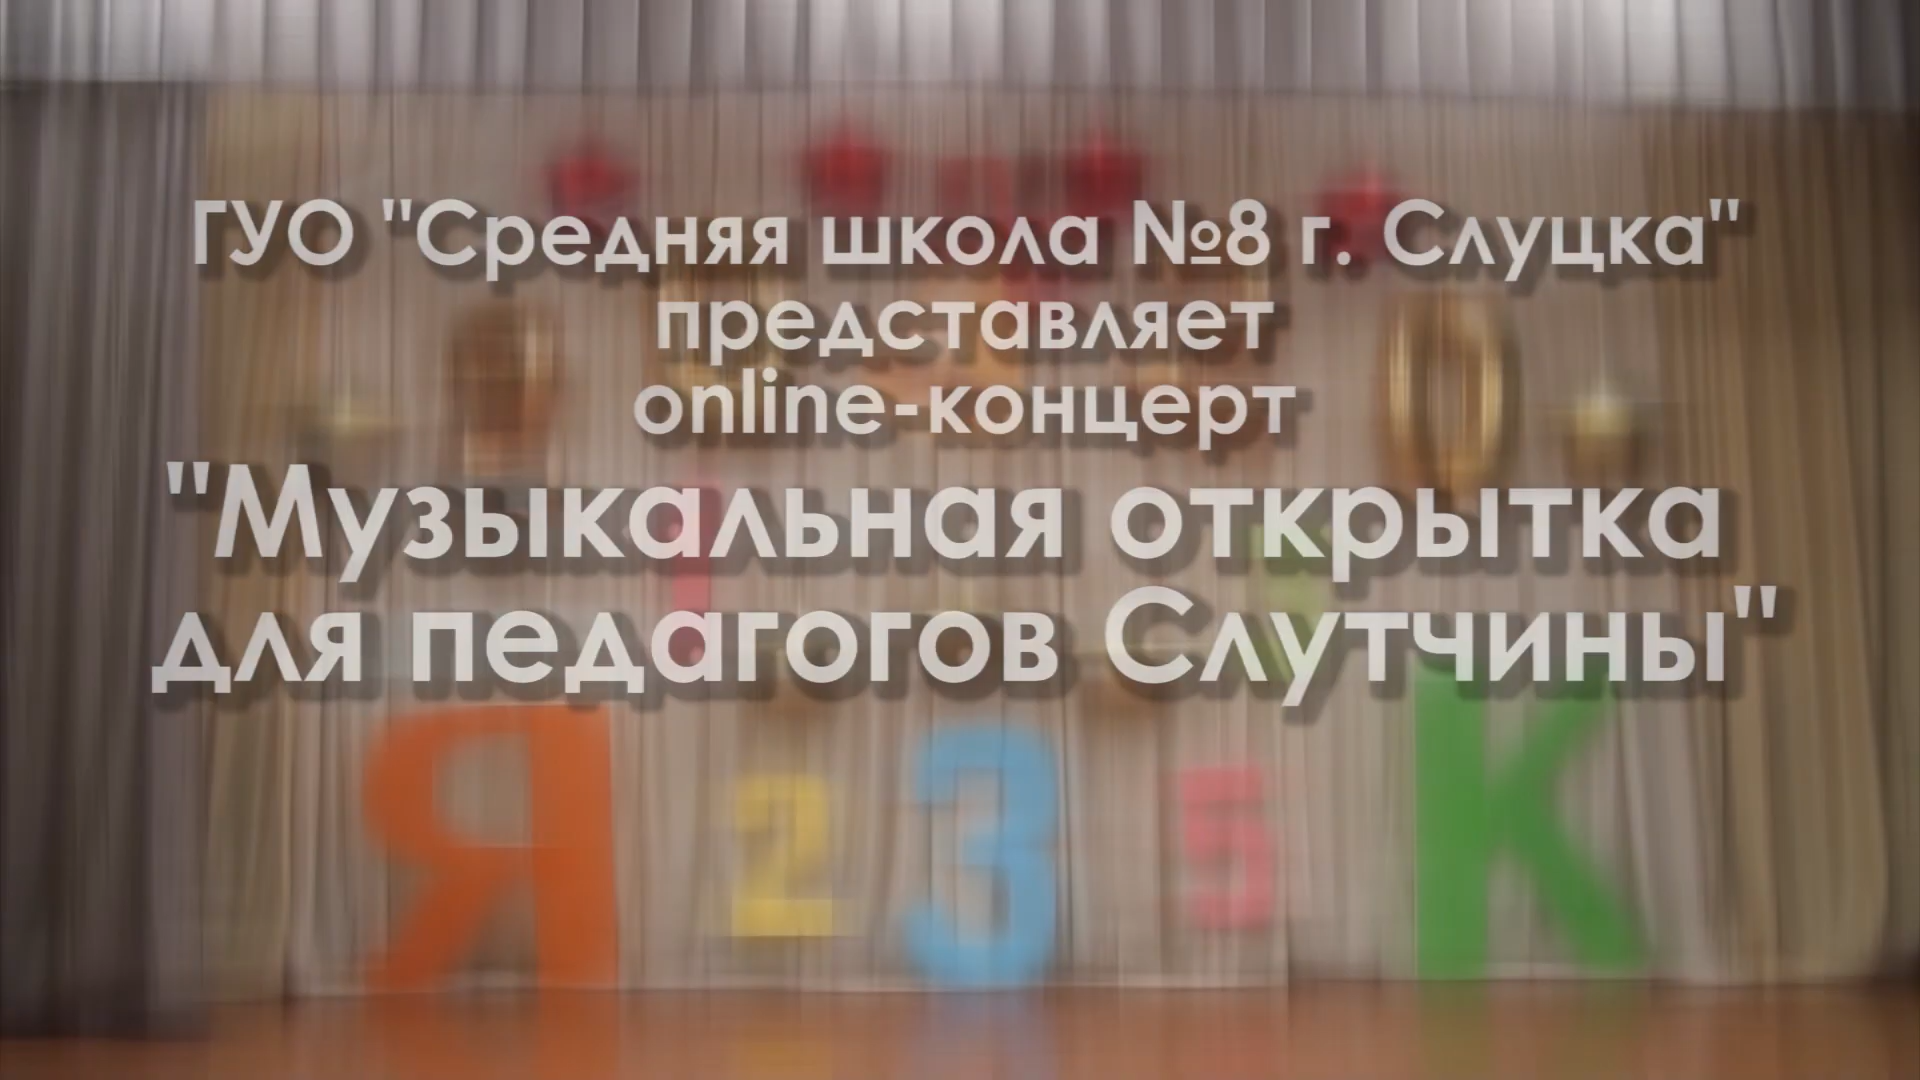 ГУО "Средняя школа №8 г. Слуцка"
представляет
online-концерт
"Музыкальная открытка
для педагогов Слутчины"
Я 2 3 5 К